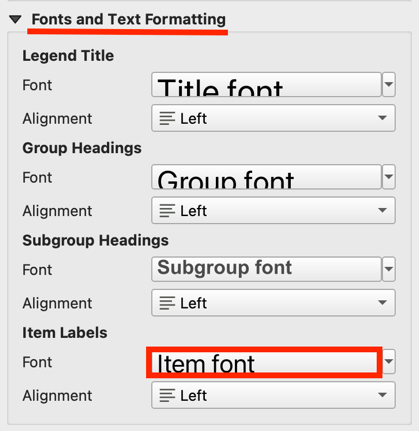 Fonts and Text Formatting
Legend Title
Font Title font
Alignment Left
Group Headings
Font Group font
Alignment Left
Subgroup Headings
Font Subgroup font
Alignment Left
Item Labels
Font Item font
Alignment Left